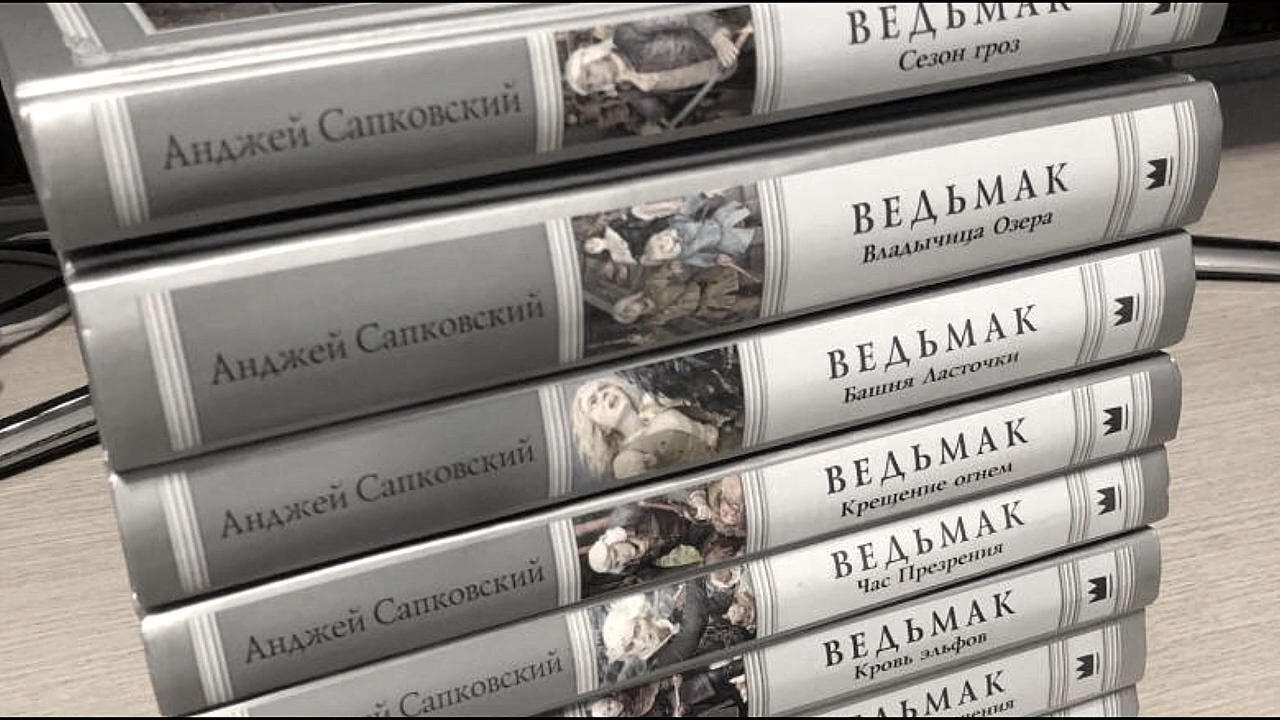 Анджей Сапковский
ВЕДЬМАК
Сезон гроз
Анджей Сапковский
ВЕДЬМАК
Владычица Озера
Анджей Сапковский
ВЕДЬМАК
Башня Ласточки
Анджей Сапковский
ВЕДЬМАК
Крещение огнем
Анджей Сапковский
ВЕДЬМАК
Час Презрения
Сапковский
ВЕДЬМАК
Кровь эльфов
ВЕДЬМАК